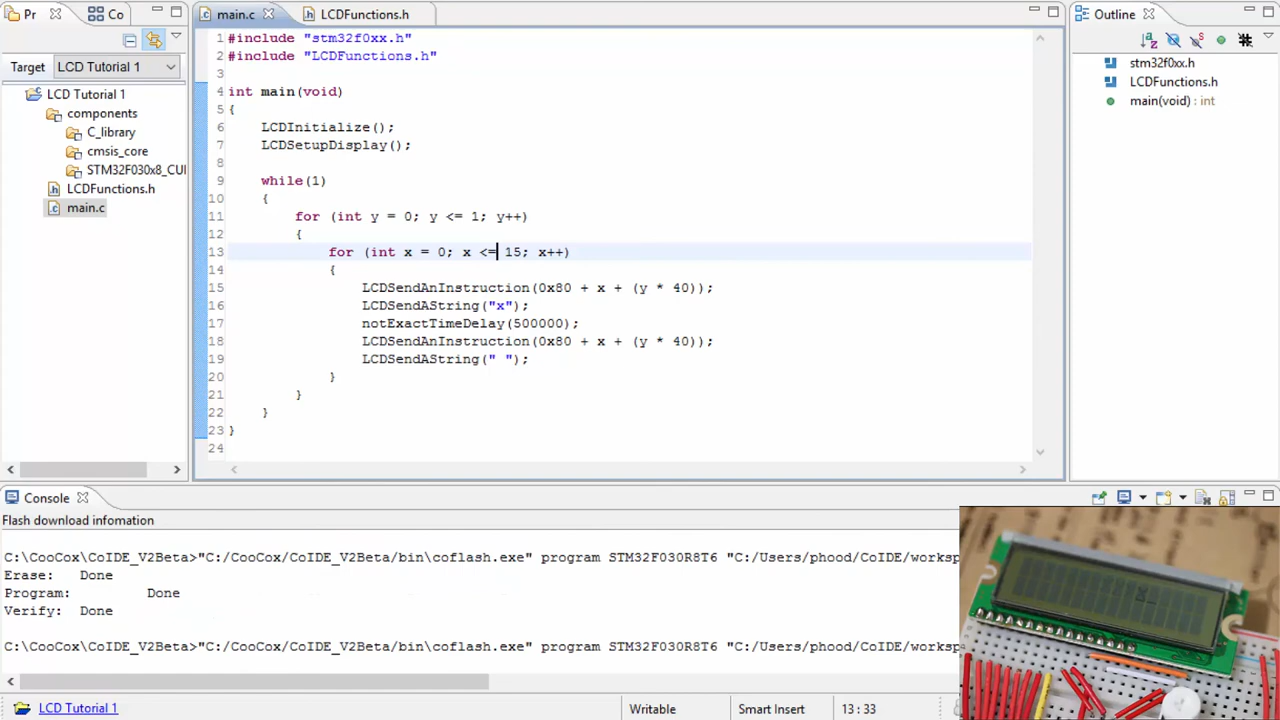 Pr
Co
main.c
LCDFunctions.h
Outline
Target
LCD Tutorial 1
LCD Tutorial 1
components
C_library
cmsis_core
STM32F030x8_CUI
LCDFunctions.h
main.c
1 #include "stm32f0xx.h"
2 #include "LCDFunctions.h"
3
4 int main(void)
5 {
6 LCDInitialize();
7 LCDSetupDisplay();
8
9 while(1)
10 {
11 for (int y = 0; y <= 1; y++)
12 {
13 for (int x = 0; x <= 15; x++)
14 {
15 LCDSendAnInstruction(0x80 + x + (y * 40));
16 LCDSendAString("x");
17 notExactTimeDelay(500000);
18 LCDSendAnInstruction(0x80 + x + (y * 40));
19 LCDSendAString(" ");
20 }
21 }
22 }
23 }
24
stm32f0xx.h
LCDFunctions.h
main(void) : int
Console
Flash download infomation
C:\CooCox\CoIDE_V2Beta>"C:/CooCox/CoIDE_V2Beta/bin\coflash.exe" program STM32F030R8T6 "C:/Users/phood/CoIDE/worksp
Erase: Done
Program: Done
Verify: Done
C:\CooCox\CoIDE_V2Beta>"C:/CooCox/CoIDE_V2Beta/bin\coflash.exe" program STM32F030R8T6 "C:/Users/phood/CoIDE/worksp
LCD Tutorial 1
Writable
Smart Insert
13 : 33